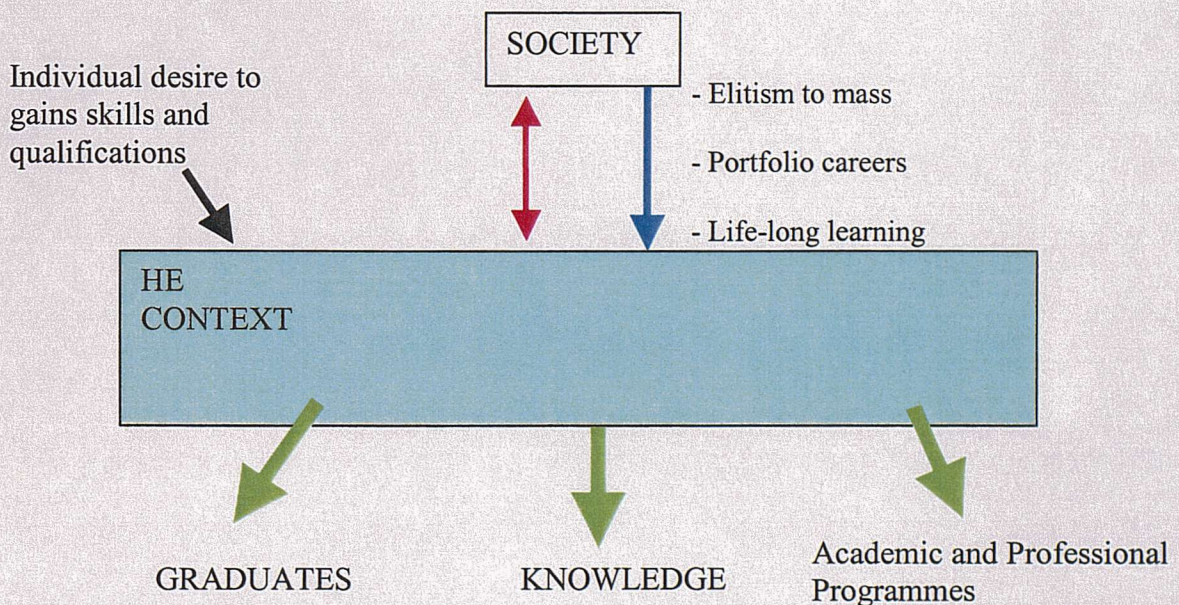 SOCIETY
Individual desire to
gains skills and
qualifications
- Elitism to mass
- Portfolio careers
- Life-long learning
HE
CONTEXT
GRADUATES
KNOWLEDGE
Academic and Professional
Programmes